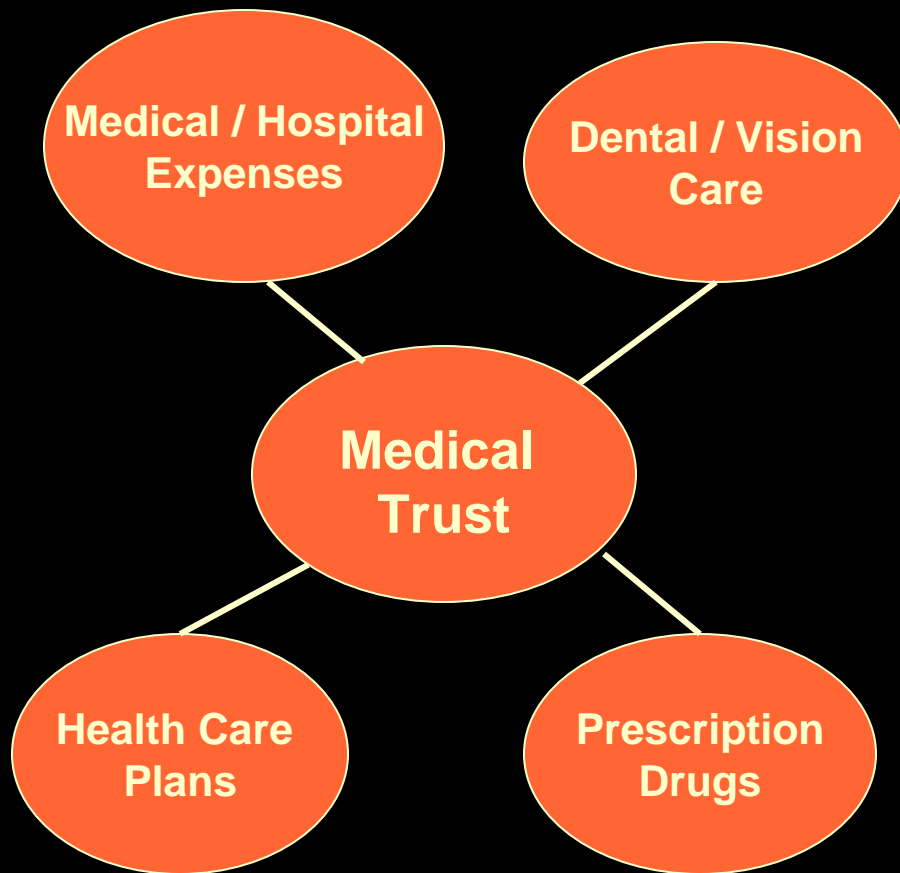 Medical / Hospital
Expenses
Dental / Vision
Care
Medical
Trust
Health Care
Plans
Prescription
Drugs